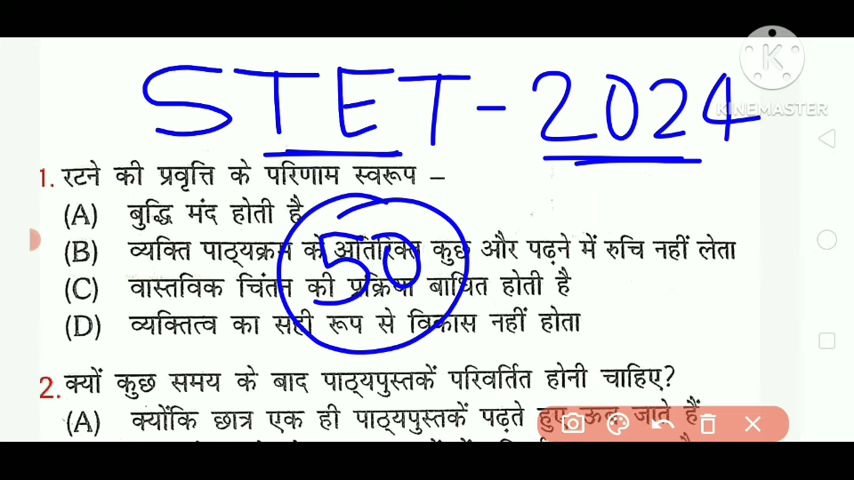 STET-2024
KINEMASTER
1. रटने की प्रवृत्ति के परिणाम स्वरूप –
(A) बुद्धि मंद होती है
(B) व्यक्ति पाठ्यक्रम के अतिरिक्त कुछ और पढ़ने में रुचि नहीं लेता
50
(C) वास्तविक चिंतन की प्रक्रिया बाधित होती है
(D) व्यक्तित्व का सही रूप से विकास नहीं होता
2. क्यों कुछ समय के बाद पाठ्यपुस्तकें परिवर्तित होनी चाहिए?
(A) क्योंकि छात्र एक ही पाठ्यपुस्तकें पढ़ते हुए ऊब जाते हैं